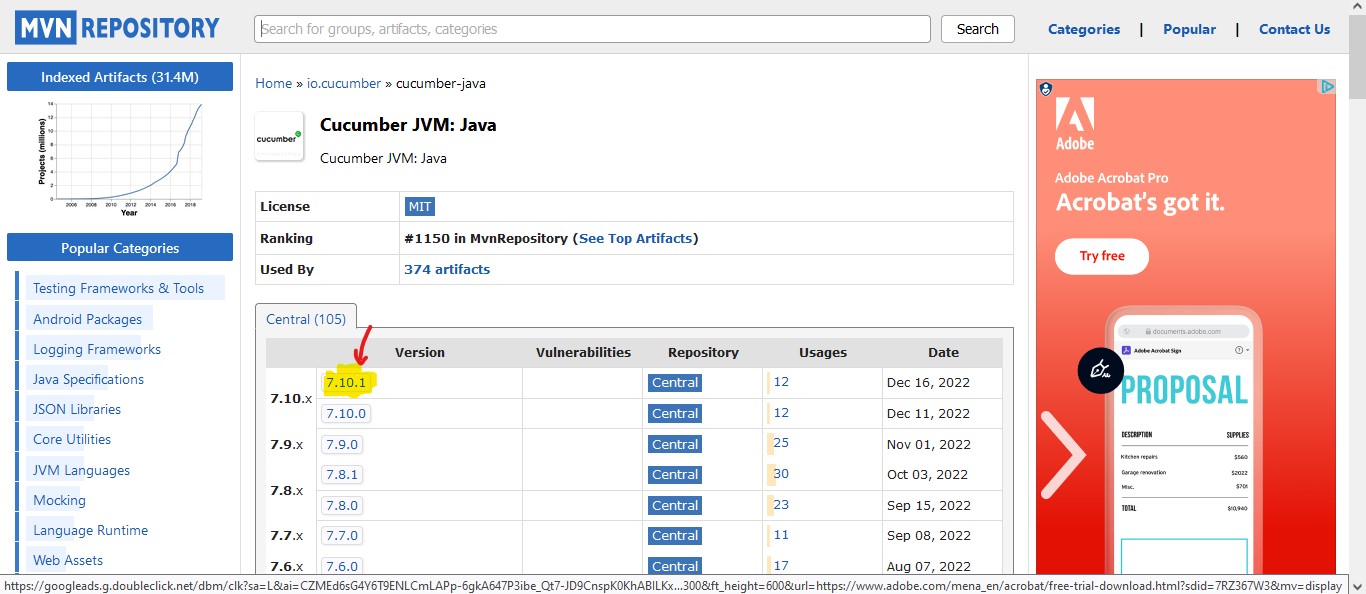 MVN REPOSITORY
Search for groups, artifacts, categories
Search
Categories | Popular | Contact Us
Indexed Artifacts (31.4M)
Projects (millions)
14
12
10
8
6
4
2
0
2006 2008 2010 2012 2014 2016 2018
Year
Popular Categories
Testing Frameworks & Tools
Android Packages
Logging Frameworks
Java Specifications
JSON Libraries
Core Utilities
JVM Languages
Mocking
Language Runtime
Web Assets
Home » io.cucumber » cucumber-java
cucumber
Cucumber JVM: Java
Cucumber JVM: Java
License MIT
Ranking #1150 in MvnRepository (See Top Artifacts)
Used By 374 artifacts
Central (105)
Version Vulnerabilities Repository Usages Date
7.10.x 7.10.1 Central 12 Dec 16, 2022
7.10.0 Central 12 Dec 11, 2022
7.9.x 7.9.0 Central 25 Nov 01, 2022
7.8.x 7.8.1 Central 30 Oct 03, 2022
7.8.0 Central 23 Sep 15, 2022
7.7.x 7.7.0 Central 11 Sep 08, 2022
7.6.x 7.6.0 Central 17 Aug 07, 2022
Adobe
Adobe Acrobat Pro
Acrobat's got it.
Try free
documents.adobe.com
Adobe Acrobat Sign
PROPOSAL
DESCRIPTION SUPPLIES
Kitchen repairs $560
Garage renovation $2022
Misc. $701
TOTAL $10,940
https://googleads.g.doubleclick.net/dbm/clk?sa=L&ai=CZMEd6sG4Y6T9ENLCmLAPp-6gkA647P3ibe_Qt7-JD9CnspK0KhABILKx...300&ft_height=600&url=https://www.adobe.com/mena_en/acrobat/free-trial-download.html?sdid=7RZ367W3&mv=display